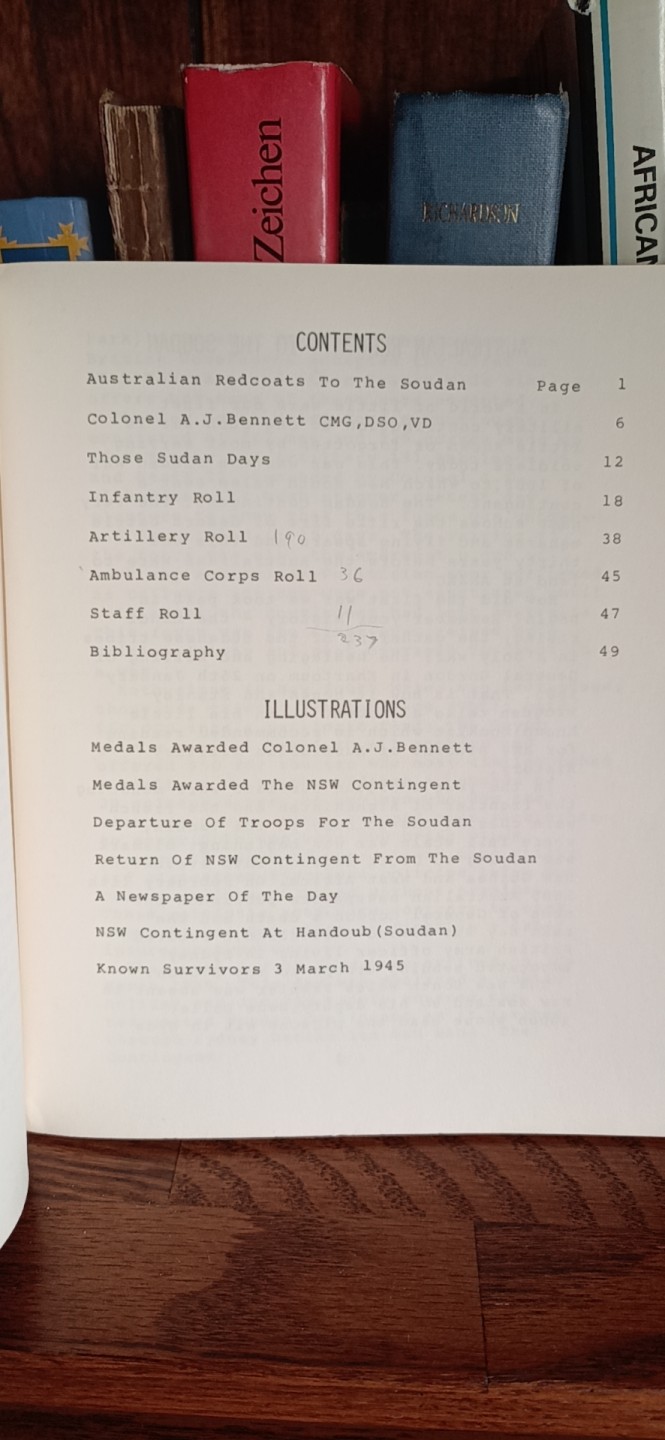 Zeichen
RICHARDSON
AFRICAN
CONTENTS
Australian Redcoats To The Soudan Page 1
Colonel A.J.Bennett CMG,DSO,VD 6
Those Sudan Days 12
Infantry Roll 18
Artillery Roll 190 38
Ambulance Corps Roll 36 45
Staff Roll 11 47
237
Bibliography 49
ILLUSTRATIONS
Medals Awarded Colonel A.J.Bennett
Medals Awarded The NSW Contingent
Departure Of Troops For The Soudan
Return Of NSW Contingent From The Soudan
A Newspaper Of The Day
NSW Contingent At Handoub(Soudan)
Known Survivors 3 March 1945